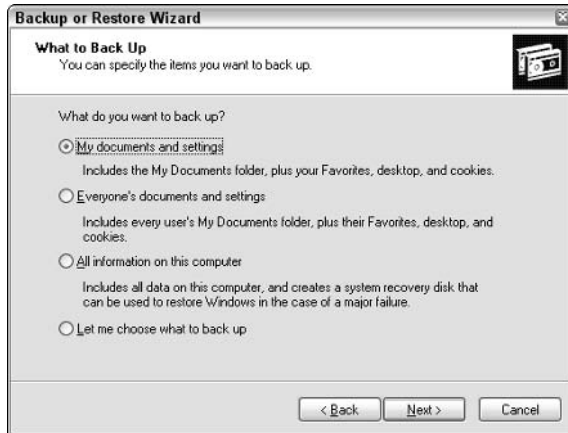 Backup or Restore Wizard
What to Back Up
You can specify the items you want to back up.
What do you want to back up?
My documents and settings
Includes the My Documents folder, plus your Favorites, desktop, and cookies.
Everyone's documents and settings
Includes every user's My Documents folder, plus their Favorites, desktop, and
cookies.
All information on this computer
Includes all data on this computer, and creates a system recovery disk that
can be used to restore Windows in the case of a major failure.
Let me choose what to back up
< Back Next > Cancel